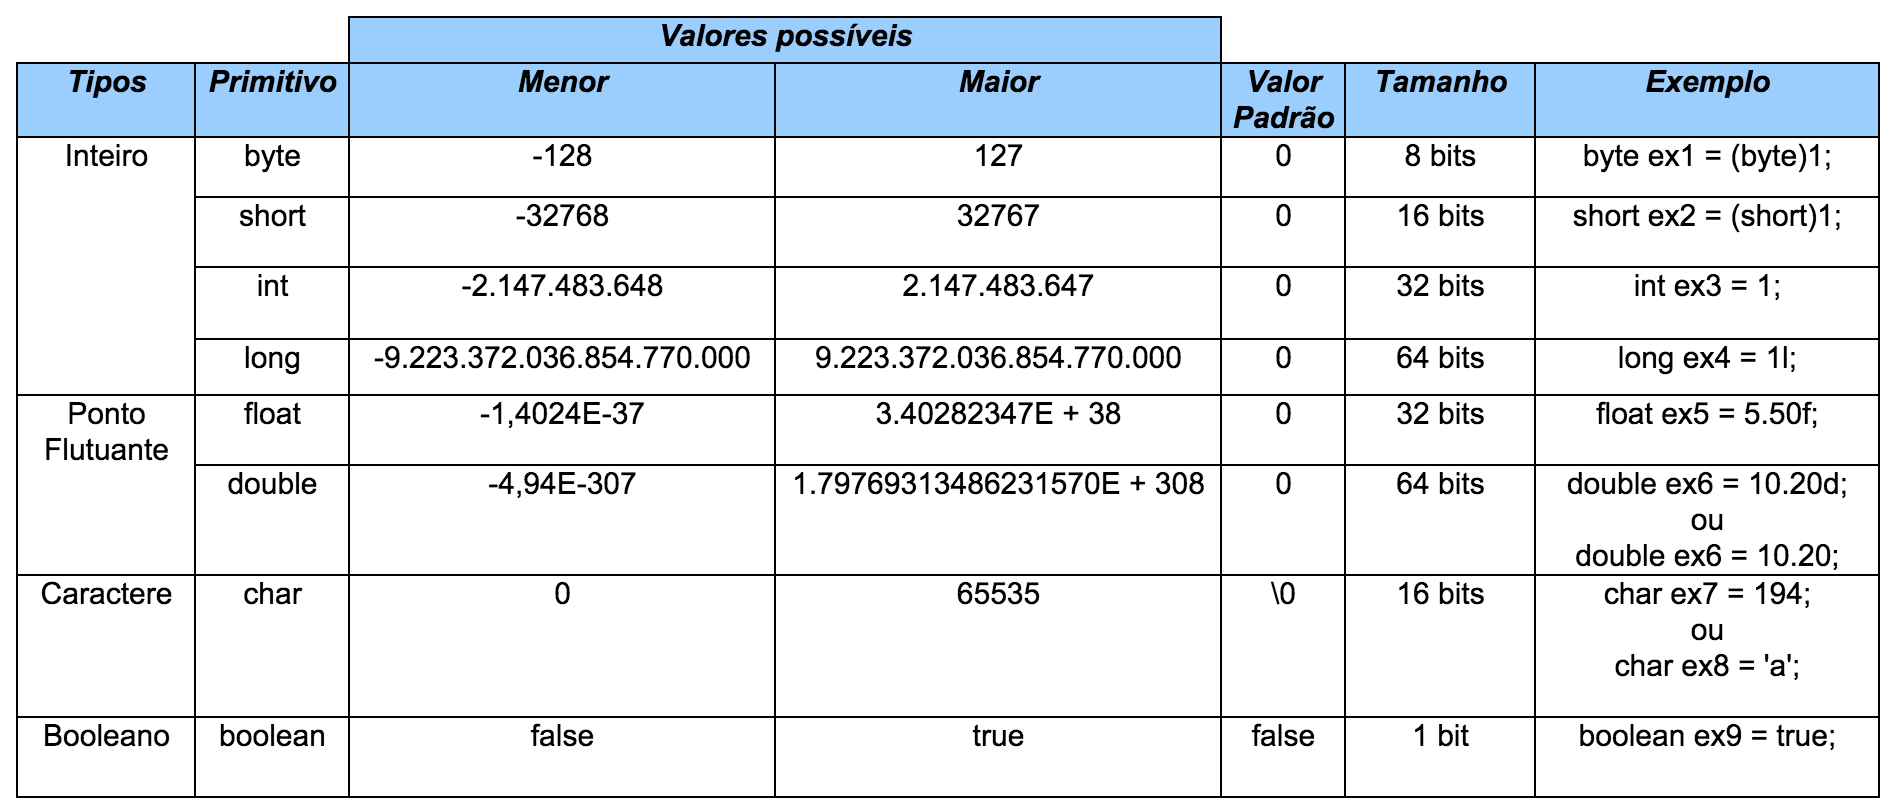 Valores possíveis
Tipos Primitivo Menor Maior Valor Padrão Tamanho Exemplo
Inteiro byte -128 127 0 8 bits byte ex1 = (byte)1;
short -32768 32767 0 16 bits short ex2 = (short)1;
int -2.147.483.648 2.147.483.647 0 32 bits int ex3 = 1;
long -9.223.372.036.854.770.000 9.223.372.036.854.770.000 0 64 bits long ex4 = 1l;
Ponto Flutuante float -1,4024E-37 3.40282347E + 38 0 32 bits float ex5 = 5.50f;
double -4,94E-307 1.79769313486231570E + 308 0 64 bits double ex6 = 10.20d;
ou
double ex6 = 10.20;
Caractere char 0 65535 \0 16 bits char ex7 = 194;
ou
char ex8 = 'a';
Booleano boolean false true false 1 bit boolean ex9 = true;